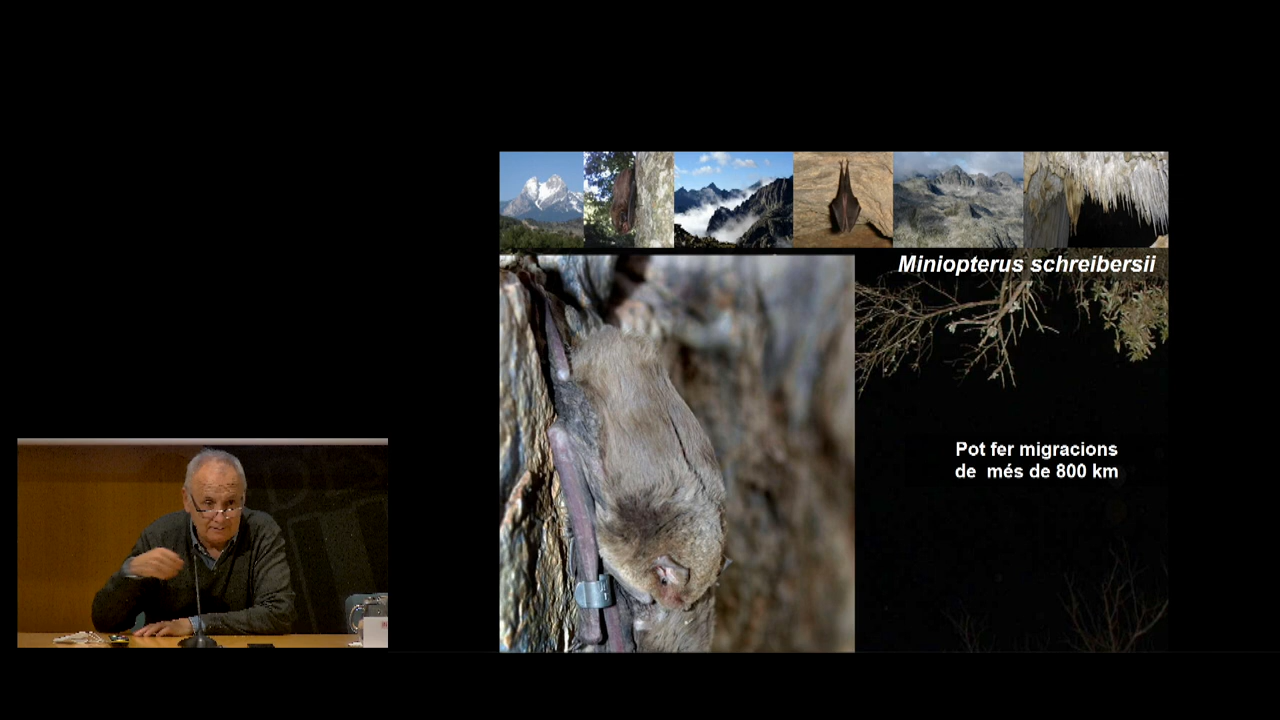 Miniopterus schreibersii
Pot fer migracions
de més de 800 km